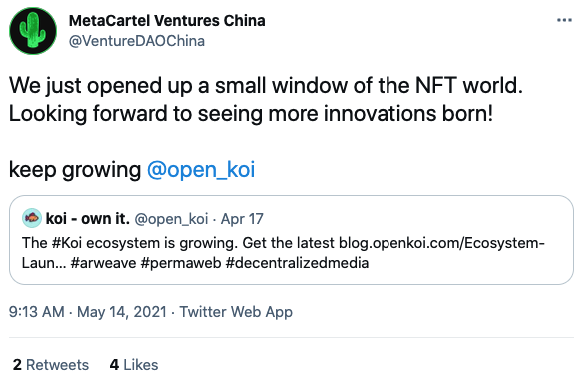 MetaCartel Ventures China
@VentureDAOChina
We just opened up a small window of the NFT world.
Looking forward to seeing more innovations born!
keep growing @open_koi
koi - own it. @open_koi · Apr 17
The #Koi ecosystem is growing. Get the latest blog.openkoi.com/Ecosystem-
Laun... #arweave #permaweb #decentralizedmedia
9:13 AM · May 14, 2021 · Twitter Web App
2 Retweets 4 Likes